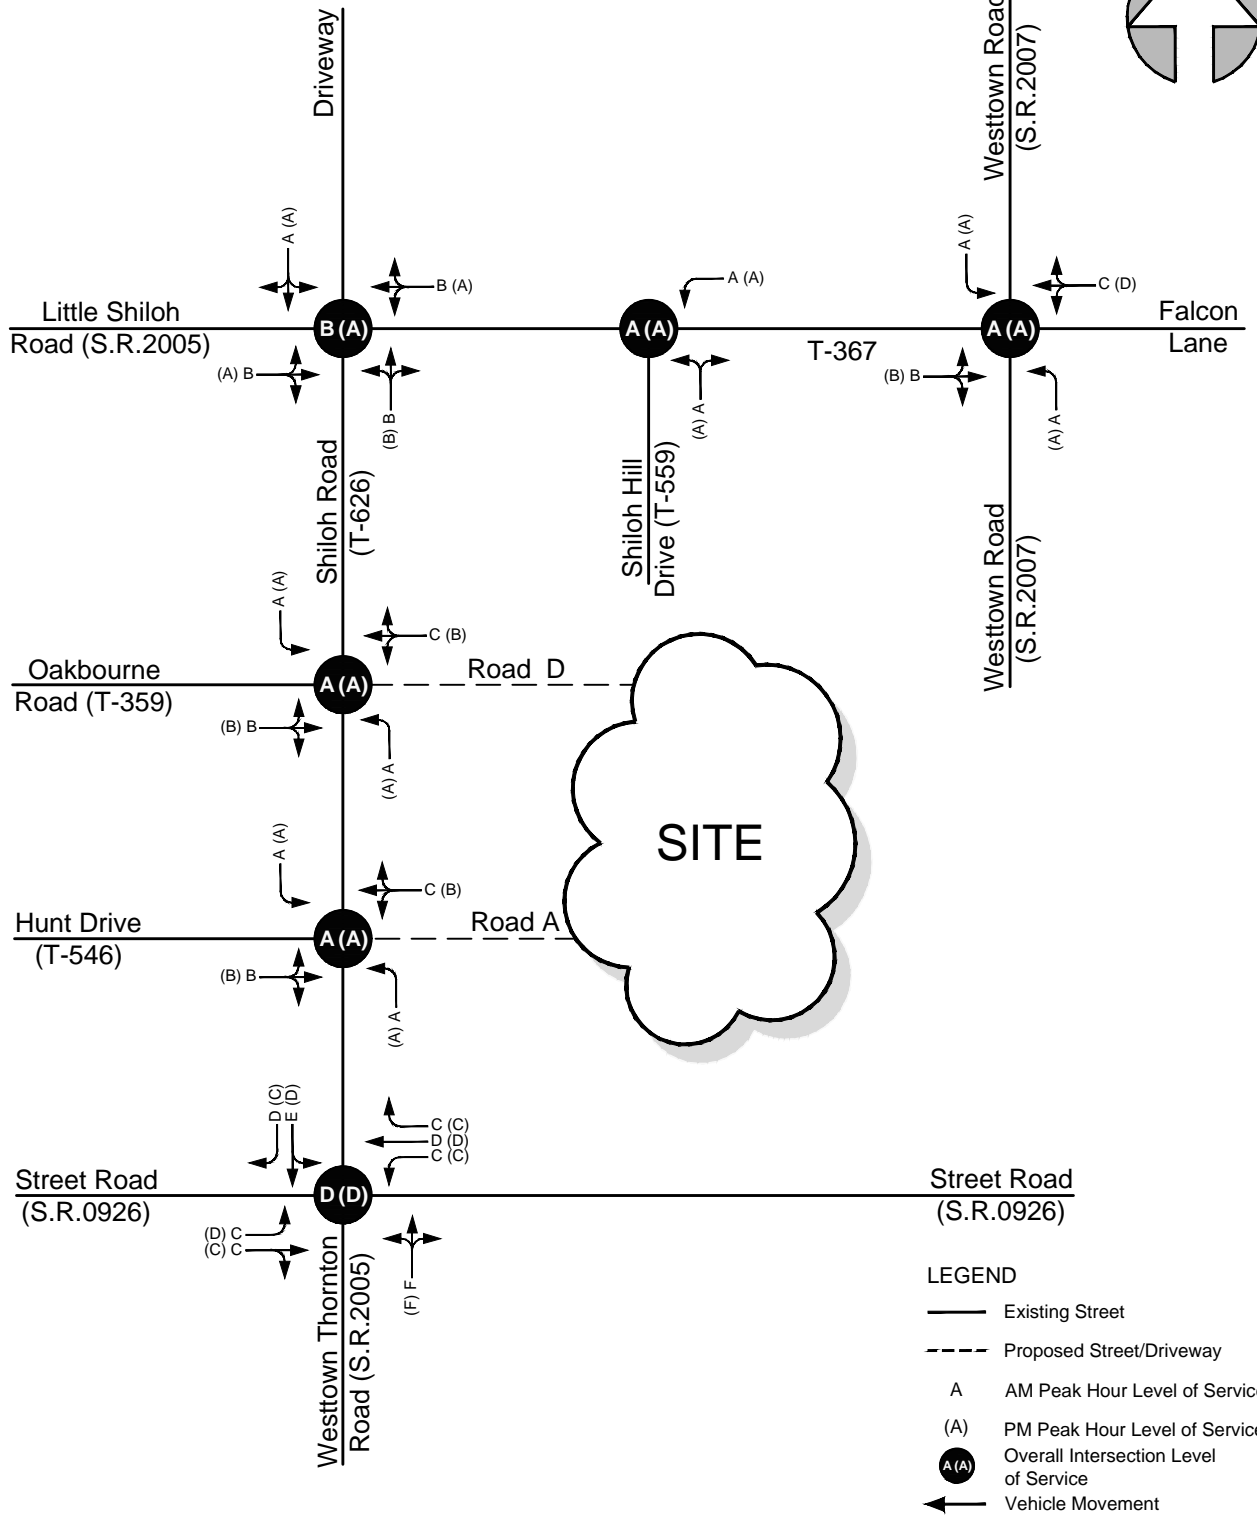 Driveway
Westtown Road
(S.R.2007)
A (A)
B (A)
Little Shiloh
Road (S.R.2005)
B (A)
(A) B
(B) B
A (A)
A (A)
(A) A
T-367
A (A)
C (D)
A (A)
Falcon
Lane
(B) B
(A) A
Shiloh Road
(T-626)
Shiloh Hill
Drive (T-559)
Westtown Road
(S.R.2007)
A (A)
C (B)
Oakbourne
Road (T-359)
A (A)
Road D
(B) B
(A) A
SITE
A (A)
C (B)
Hunt Drive
(T-546)
A (A)
Road A
(B) B
(A) A
D (C)
E (D)
C (C)
D (D)
C (C)
Street Road
(S.R.0926)
D (D)
Street Road
(S.R.0926)
(D) C
(C) C
(F) F
Westtown Thornton
Road (S.R.2005)
LEGEND
Existing Street
Proposed Street/Driveway
A AM Peak Hour Level of Service
(A) PM Peak Hour Level of Service
A (A) Overall Intersection Level
of Service
Vehicle Movement